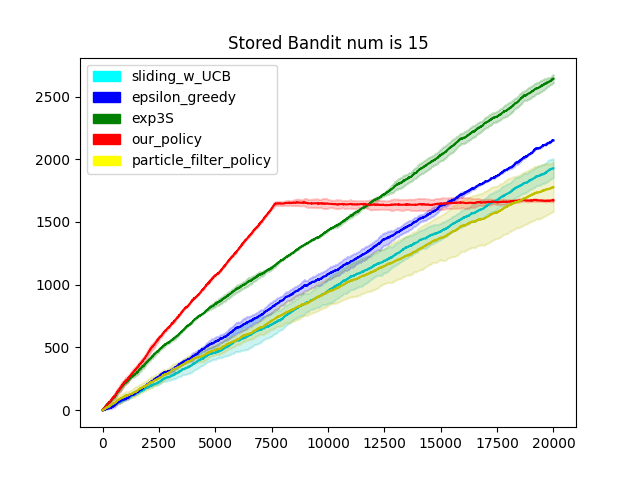 Stored Bandit num is 15
sliding_w_UCB
epsilon_greedy
exp3S
our_policy
particle_filter_policy
2500
2000
1500
1000
500
0
0 2500 5000 7500 10000 12500 15000 17500 20000